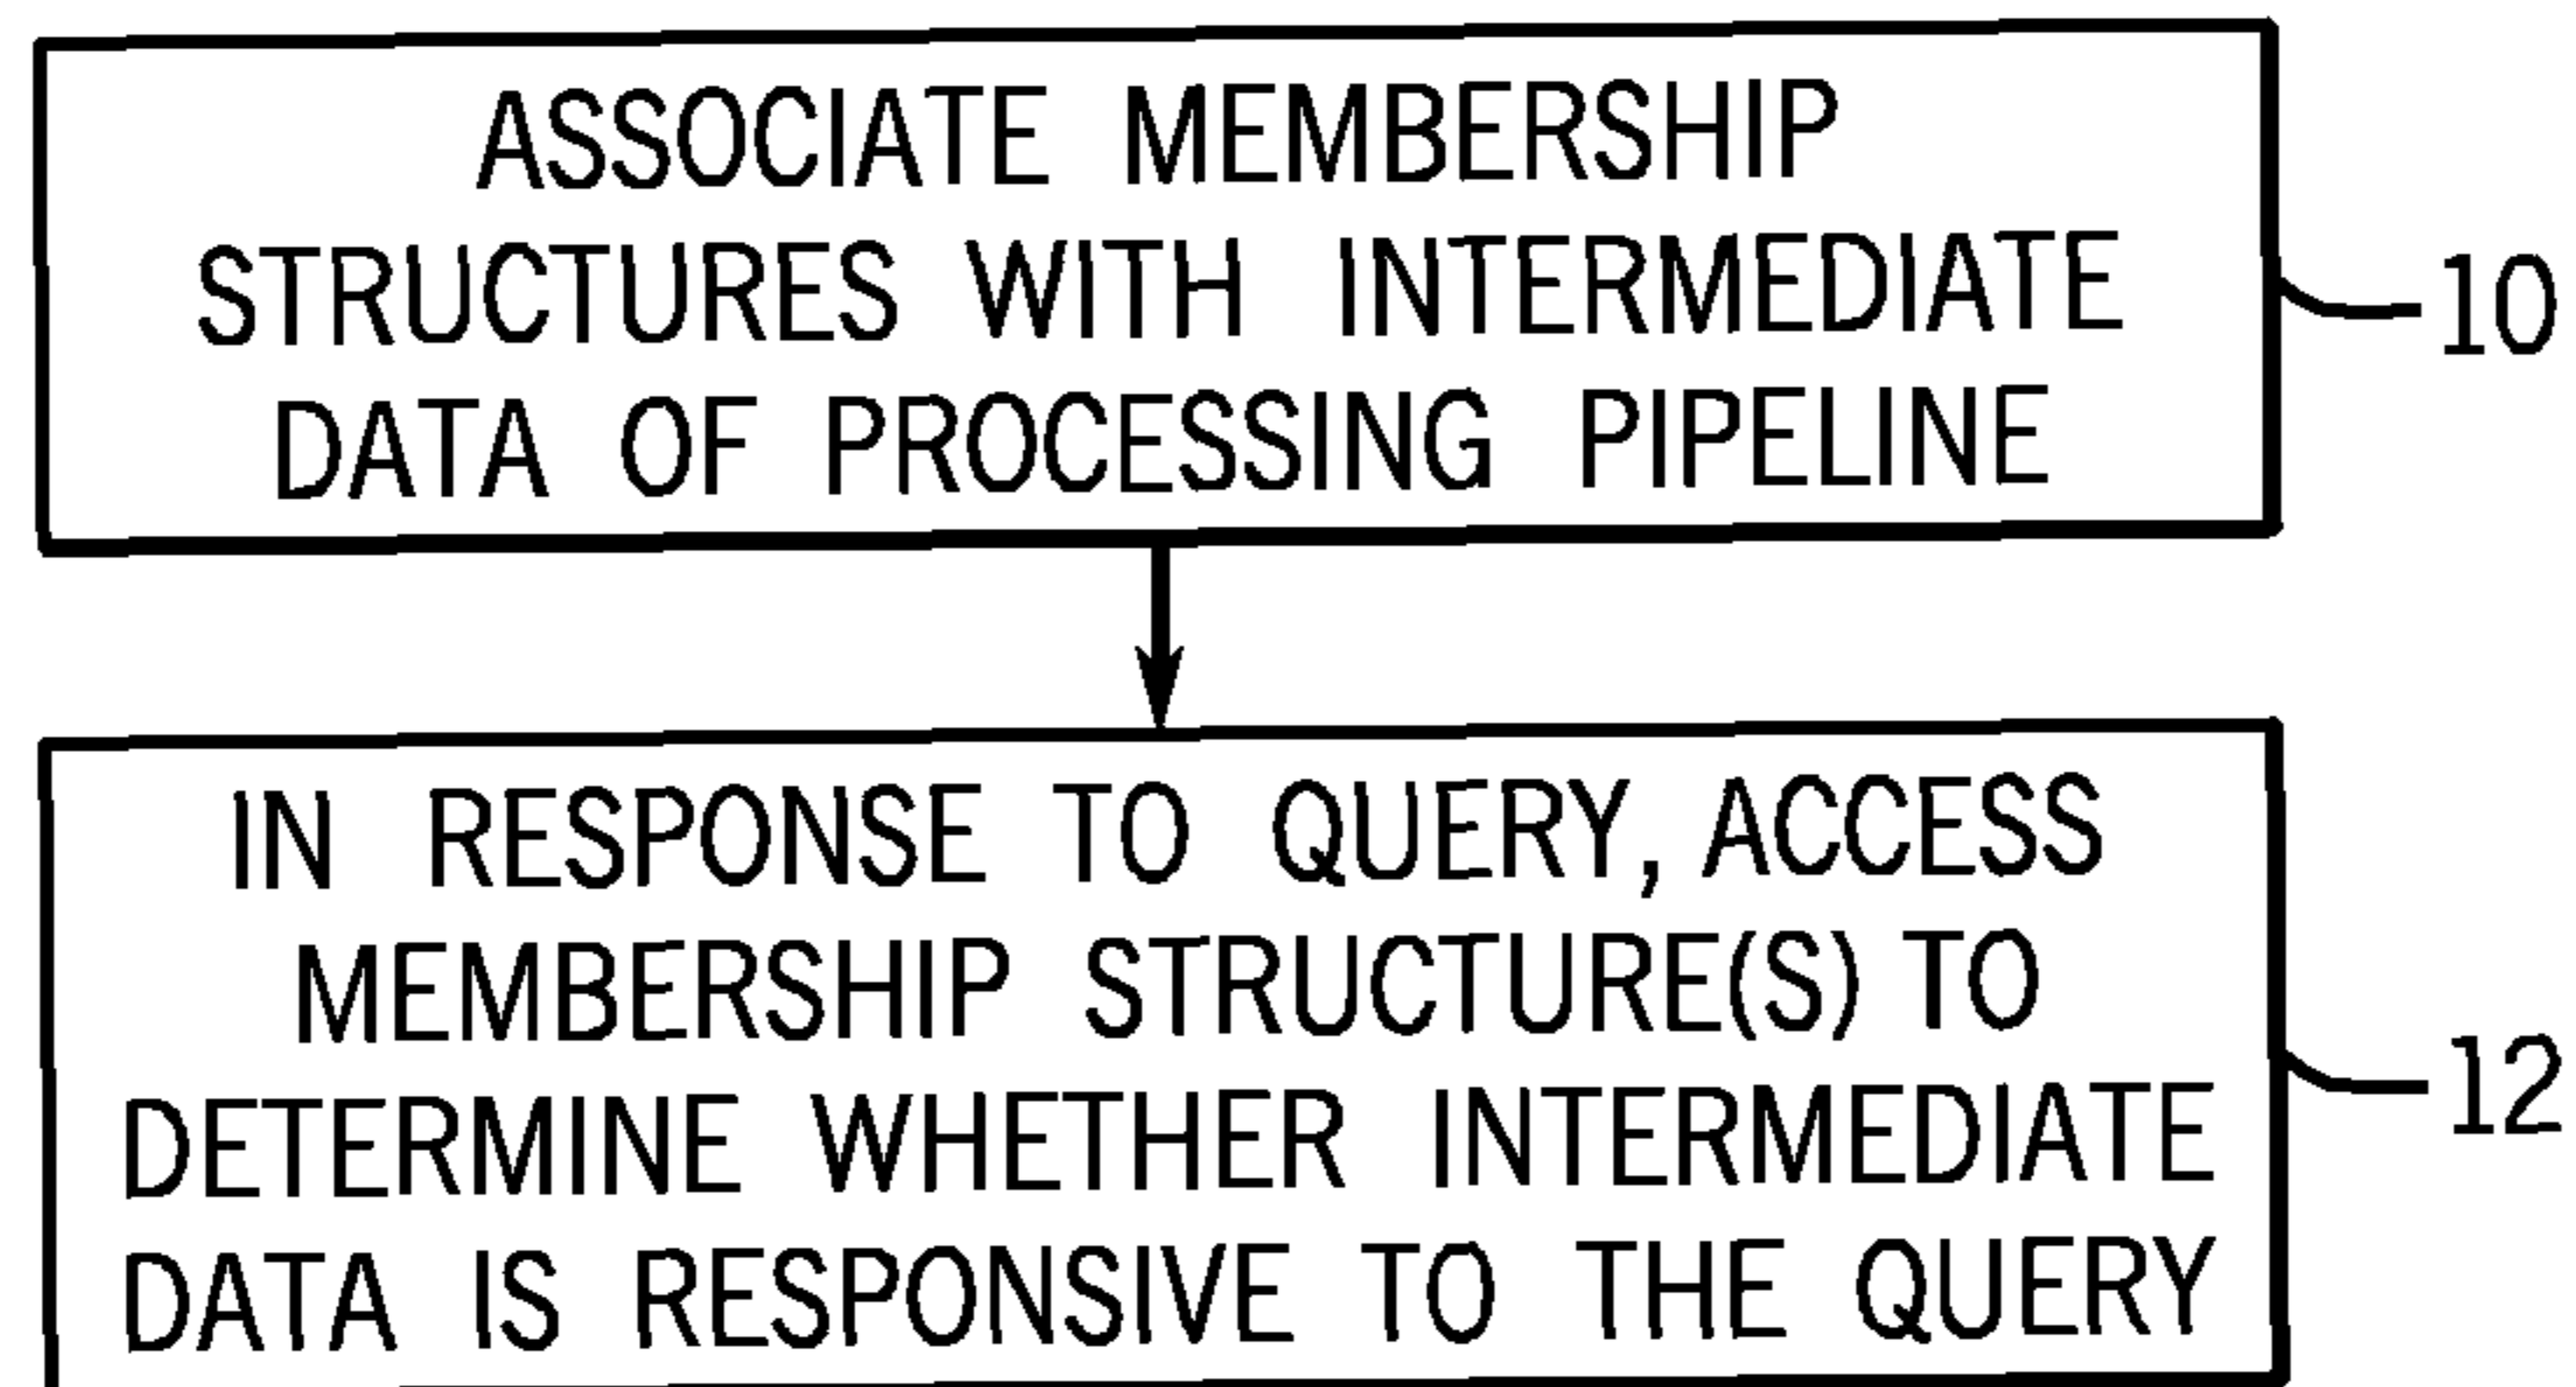 ASSOCIATE MEMBERSHIP
STRUCTURES WITH INTERMEDIATE
DATA OF PROCESSING PIPELINE
10
IN RESPONSE TO QUERY, ACCESS
MEMBERSHIP STRUCTURE(S) TO
DETERMINE WHETHER INTERMEDIATE
DATA IS RESPONSIVE TO THE QUERY
12